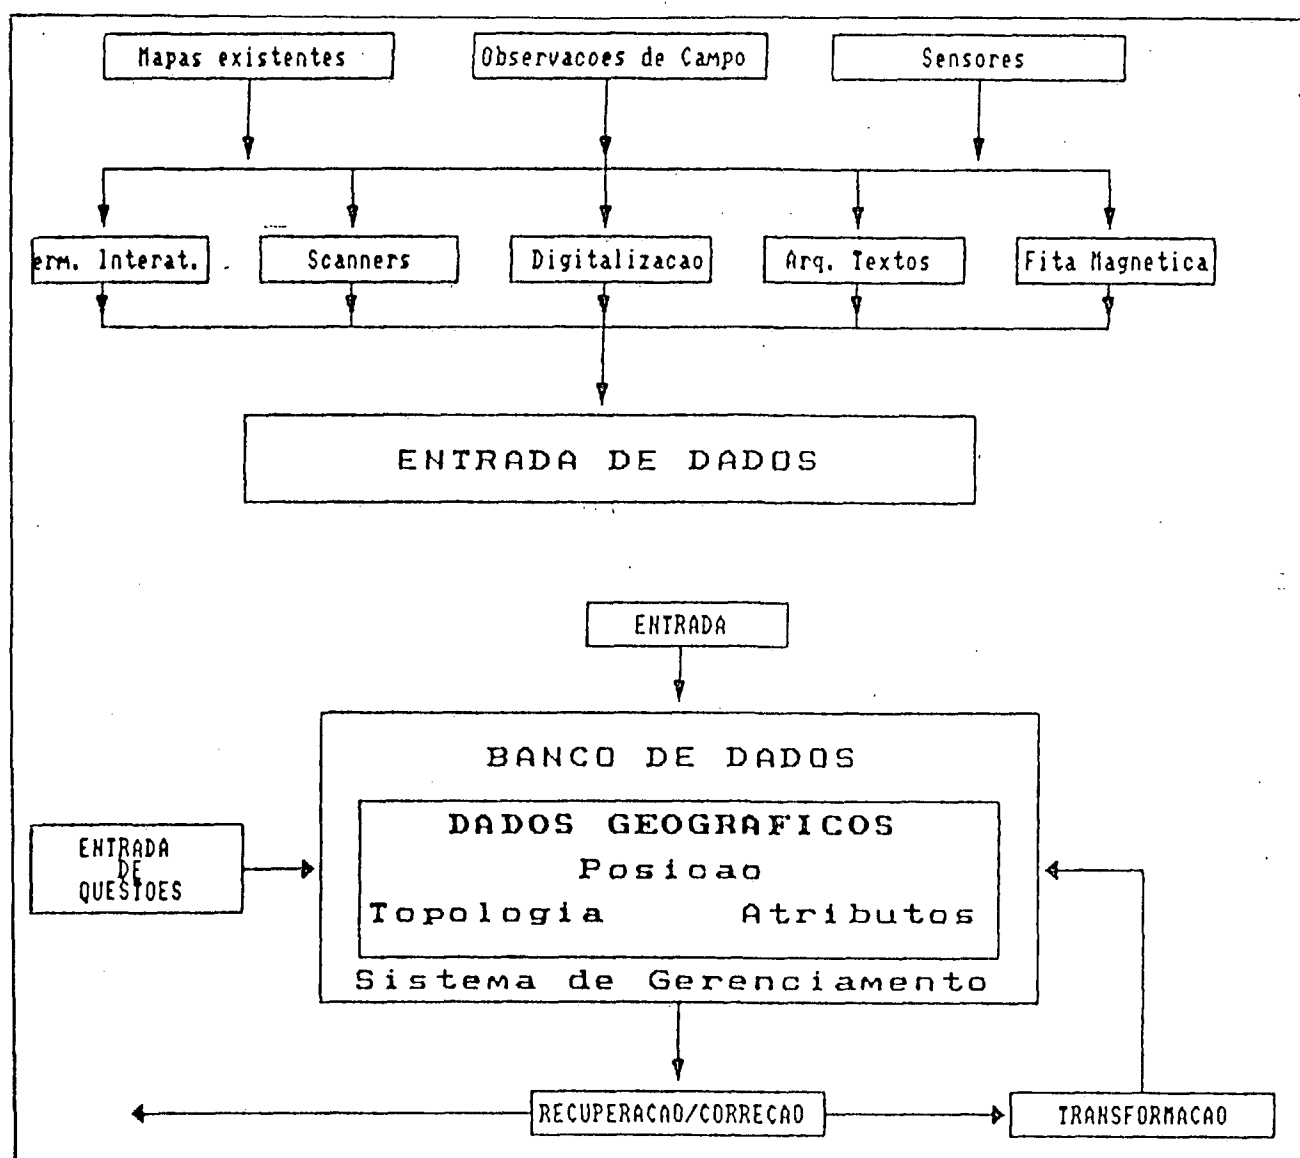 Mapas existentes
Observacoes de Campo
Sensores
erm. Interat.
Scanners
Digitalizacao
Arq. Textos
Fita Magnetica
ENTRADA DE DADOS
ENTRADA
BANCO DE DADOS
DADOS GEOGRAFICOS
Posicao
Topologia Atributos
Sistema de Gerenciamento
ENTRADA
DE
QUESTOES
RECUPERACAO/CORRECAO
TRANSFORMACAO